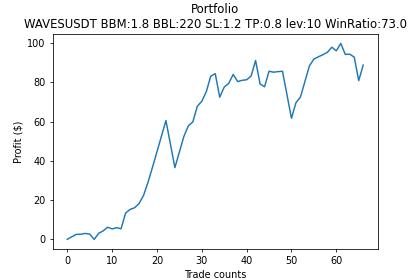 Portfolio
WAVESUSDT BBM:1.8 BBL:220 SL:1.2 TP:0.8 lev:10 WinRatio:73.0
100
80
60
40
20
0
Profit ($)
0 10 20 30 40 50 60
Trade counts